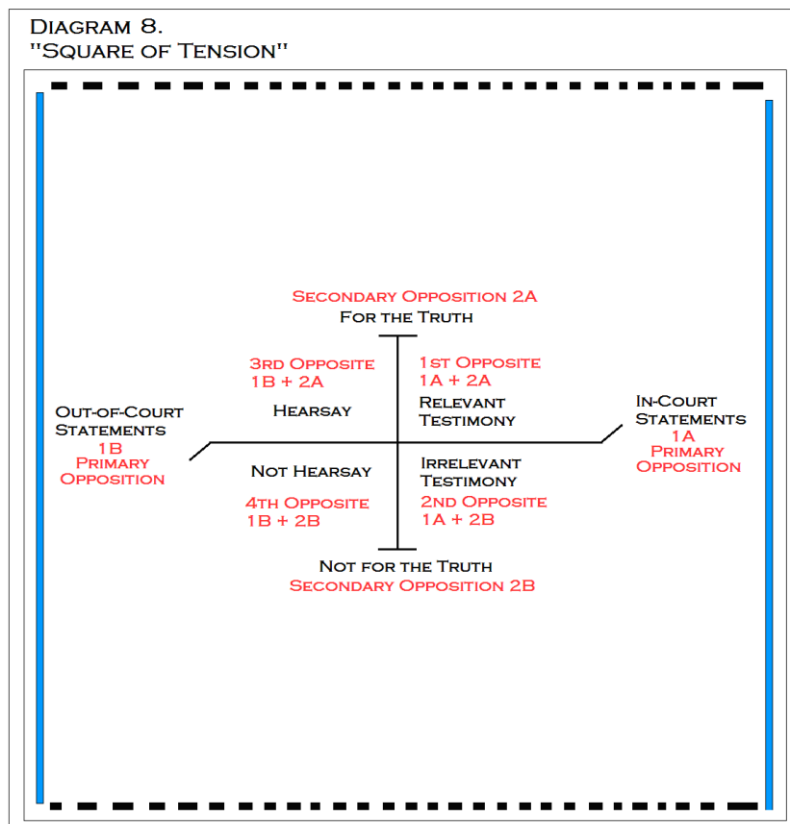 DIAGRAM 8.
"SQUARE OF TENSION"
SECONDARY OPPOSITION 2A
FOR THE TRUTH
3RD OPPOSITE
1B + 2A
HEARSAY
1ST OPPOSITE
1A + 2A
RELEVANT
TESTIMONY
OUT-OF-COURT
STATEMENTS
1B
PRIMARY
OPPOSITION
IN-COURT
STATEMENTS
1A
PRIMARY
OPPOSITION
NOT HEARSAY
4TH OPPOSITE
1B + 2B
IRRELEVANT
TESTIMONY
2ND OPPOSITE
1A + 2B
NOT FOR THE TRUTH
SECONDARY OPPOSITION 2B